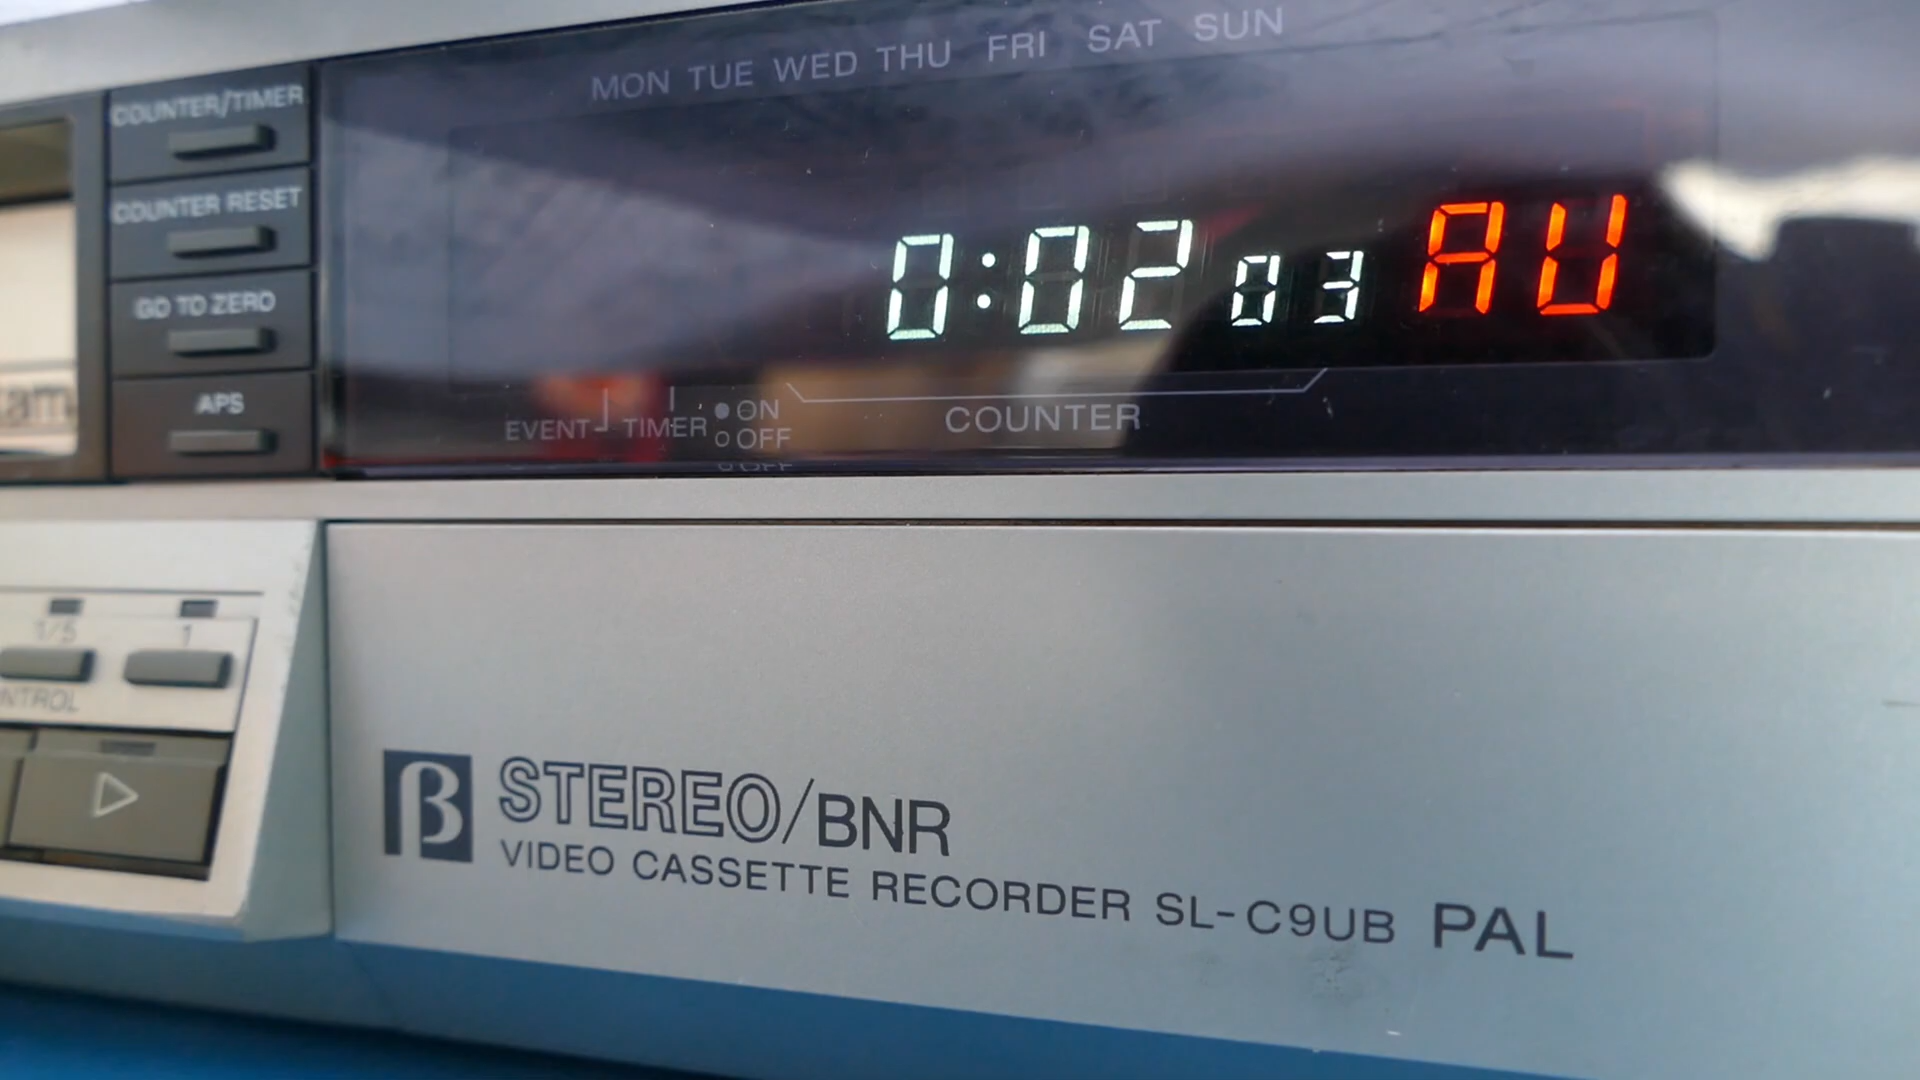 MON TUE WED THU FRI SAT SUN
COUNTER/TIMER
COUNTER RESET
GO TO ZERO
APS
0:02 03 AU
EVENT TIMER ON
OFF
COUNTER
1/5 1
β STEREO/BNR
VIDEO CASSETTE RECORDER SL-C9UB PAL